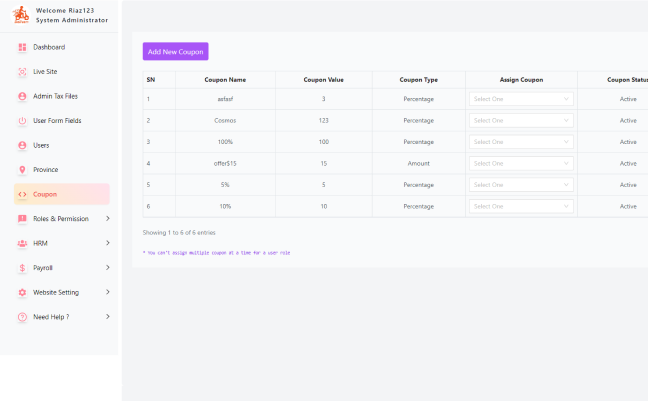 Welcome Riaz123
System Administrator
Dashboard
Live Site
Admin Tax Files
User Form Fields
Users
Province
Coupon
Roles & Permission
HRM
Payroll
Website Setting
Need Help ?
Add New Coupon
SN Coupon Name Coupon Value Coupon Type Assign Coupon Coupon Status
1 asfasf 3 Percentage Select One Active
2 Cosmos 123 Percentage Select One Active
3 100% 100 Percentage Select One Active
4 offer$15 15 Amount Select One Active
5 5% 5 Percentage Select One Active
6 10% 10 Percentage Select One Active
Showing 1 to 6 of 6 entries
* You can't assign multiple coupon at a time for a user role